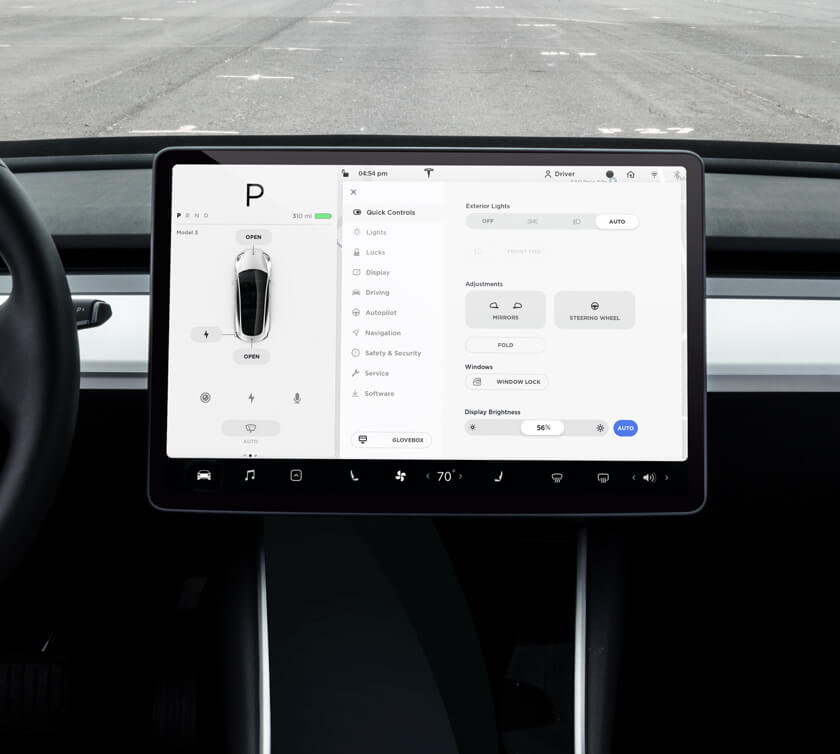 04:54 pm
Driver
P
P R N D
310 mi
Model 3
OPEN
OPEN
AUTO
Quick Controls
Lights
Locks
Display
Driving
Autopilot
Navigation
Safety & Security
Service
Software
GLOVEBOX
Exterior Lights
OFF
AUTO
FRONT FOG
Adjustments
MIRRORS
STEERING WHEEL
FOLD
Windows
WINDOW LOCK
Display Brightness
56%
AUTO
70°